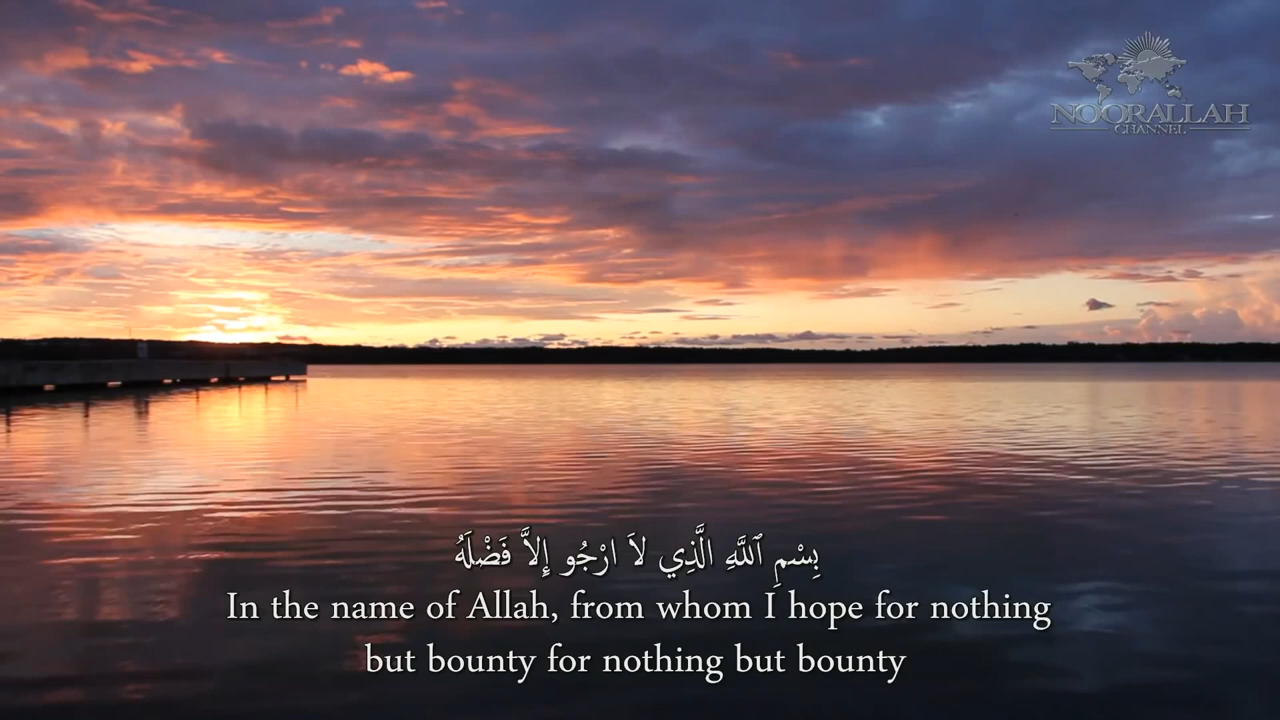 NOORALLAH
CHANNEL
بِسْمِ ٱللَّهِ الَّذِي لاَ ارْجُو إِلاَّ فَضْلَهُ
In the name of Allah, from whom I hope for nothing
but bounty for nothing but bounty